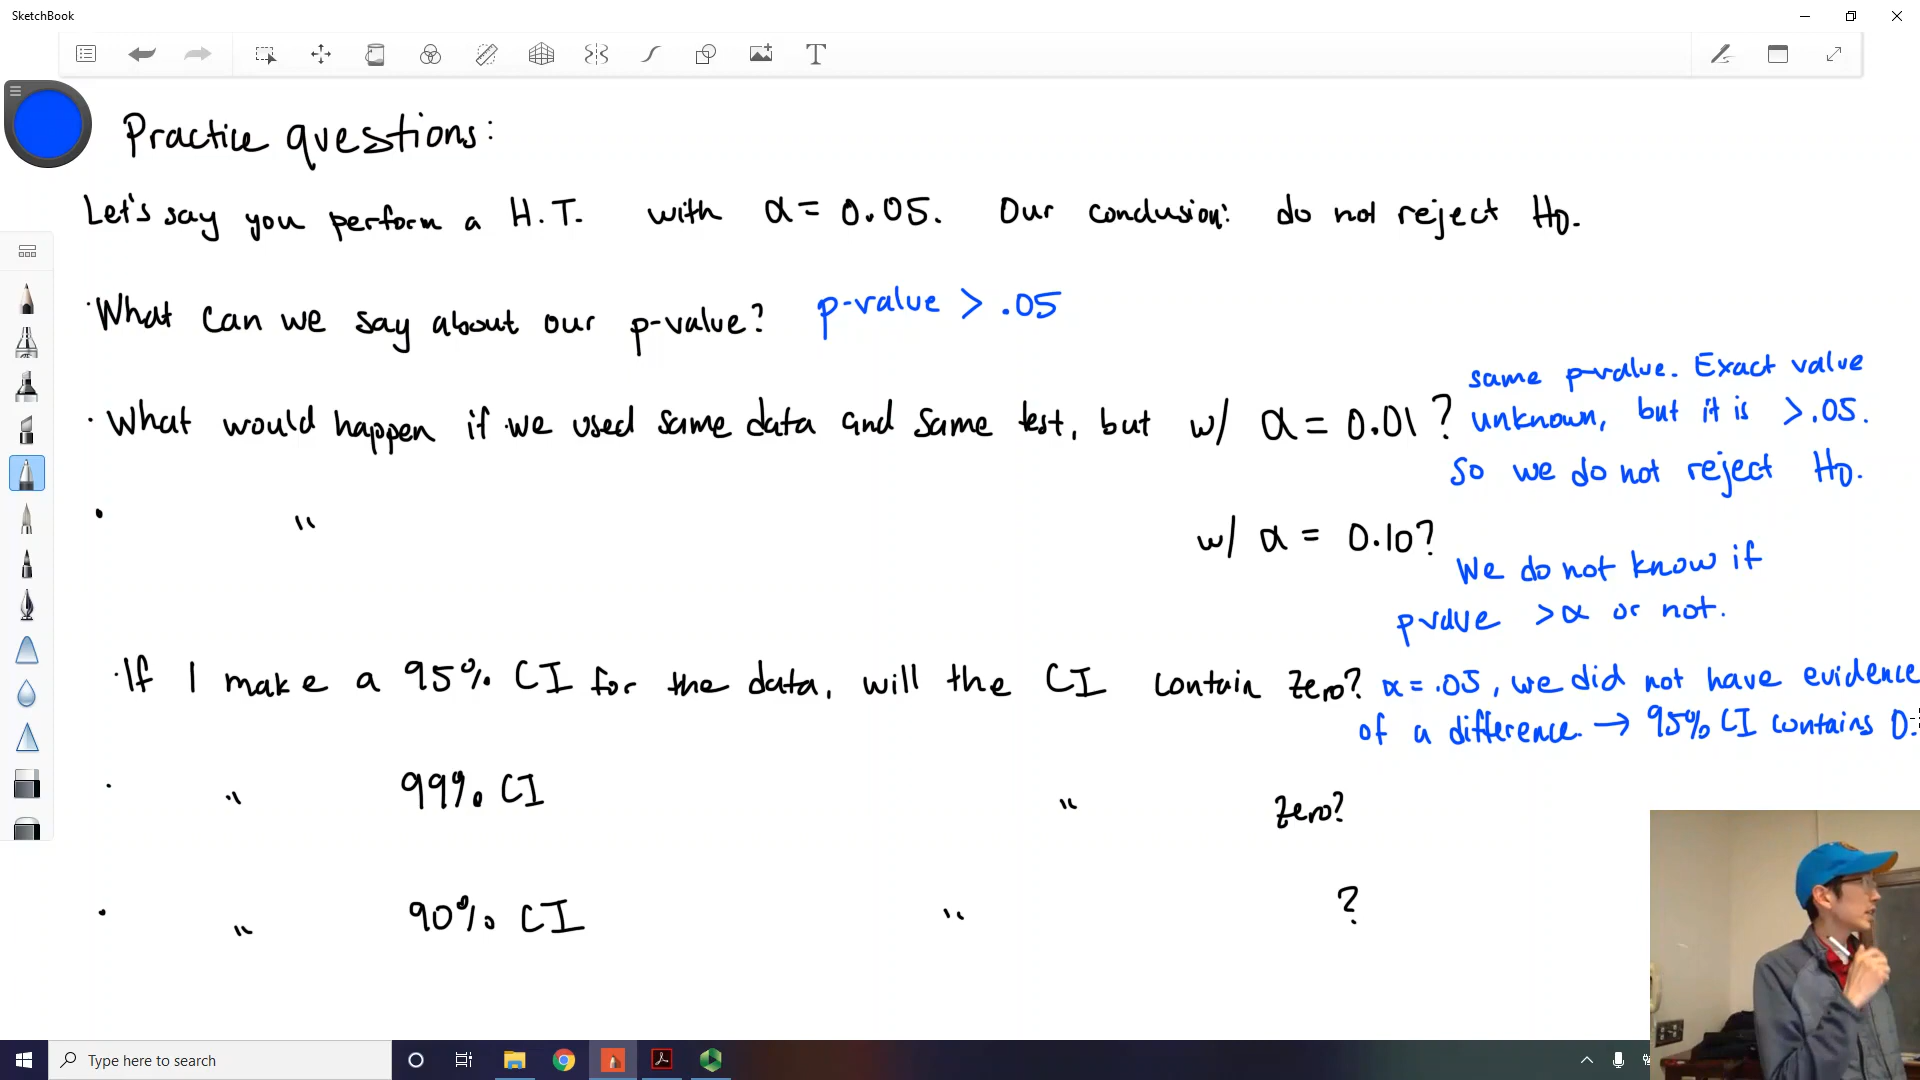 SketchBook
Practice questions:
Let's say you perform a H.T. with α = 0.05. Our conclusion: do not reject H0.
· What can we say about our p-value? p-value > .05
· What would happen if we used same data and same test, but w/ α = 0.01?
same p-value. Exact value
unknown, but it is > .05.
So we do not reject H0.
· " w/ α = 0.10?
We do not know if
pvalue > α or not.
· If I make a 95% CI for the data, will the CI contain zero? α = .05, we did not have evidence
of a difference. → 95% CI contains 0.
· " 99% CI " zero?
· " 90% CI " ?
Type here to search